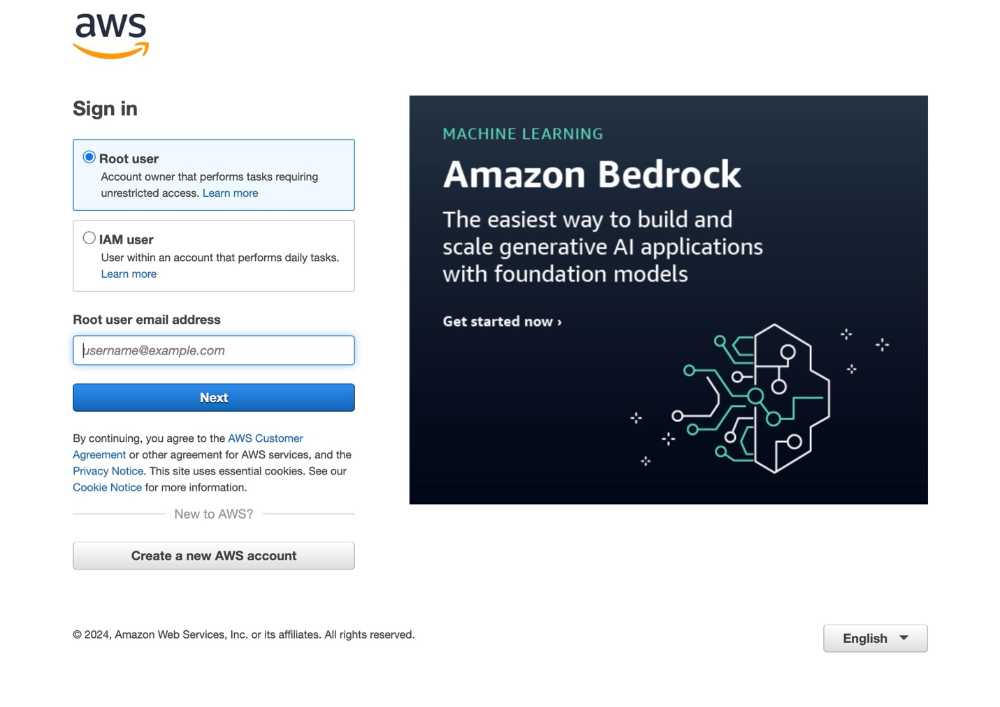 aws
Sign in
Root user
Account owner that performs tasks requiring
unrestricted access. Learn more
IAM user
User within an account that performs daily tasks.
Learn more
Root user email address
username@example.com
Next
By continuing, you agree to the AWS Customer
Agreement or other agreement for AWS services, and the
Privacy Notice. This site uses essential cookies. See our
Cookie Notice for more information.
New to AWS?
Create a new AWS account
MACHINE LEARNING
Amazon Bedrock
The easiest way to build and
scale generative AI applications
with foundation models
Get started now ›
© 2024, Amazon Web Services, Inc. or its affiliates. All rights reserved.
English